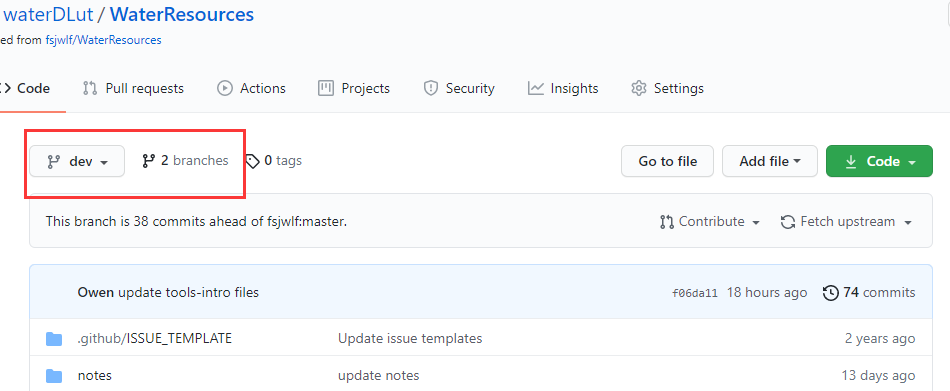 waterDLut / WaterResources
ed from fsjwlf/WaterResources
Code Pull requests Actions Projects Security Insights Settings
dev 2 branches 0 tags Go to file Add file Code
This branch is 38 commits ahead of fsjwlf:master. Contribute Fetch upstream
Owen update tools-intro files f06da11 18 hours ago 74 commits
.github/ISSUE_TEMPLATE Update issue templates 2 years ago
notes update notes 13 days ago